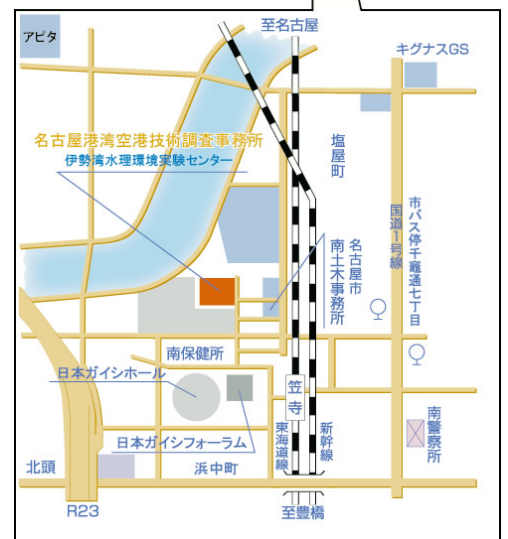 至名古屋
アピタ
キグナスGS
名古屋港湾空港技術調査事務所
伊勢湾水理環境実験センター
塩屋町
国道1号線
市バス停千竈通七丁目
名古屋市
南土木事務所
南保健所
日本ガイシホール
笠寺
日本ガイシフォーラム
東海道線
新幹線
南警察所
北頭
浜中町
R23
至豊橋